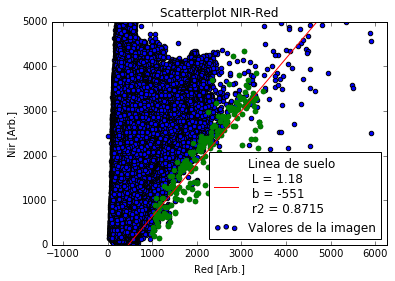 Scatterplot NIR-Red
5000
4000
3000
2000
1000
0
Nir [Arb.]
Linea de suelo
L = 1.18
b = -551
r2 = 0.8715
Valores de la imagen
−1000 0 1000 2000 3000 4000 5000 6000
Red [Arb.]